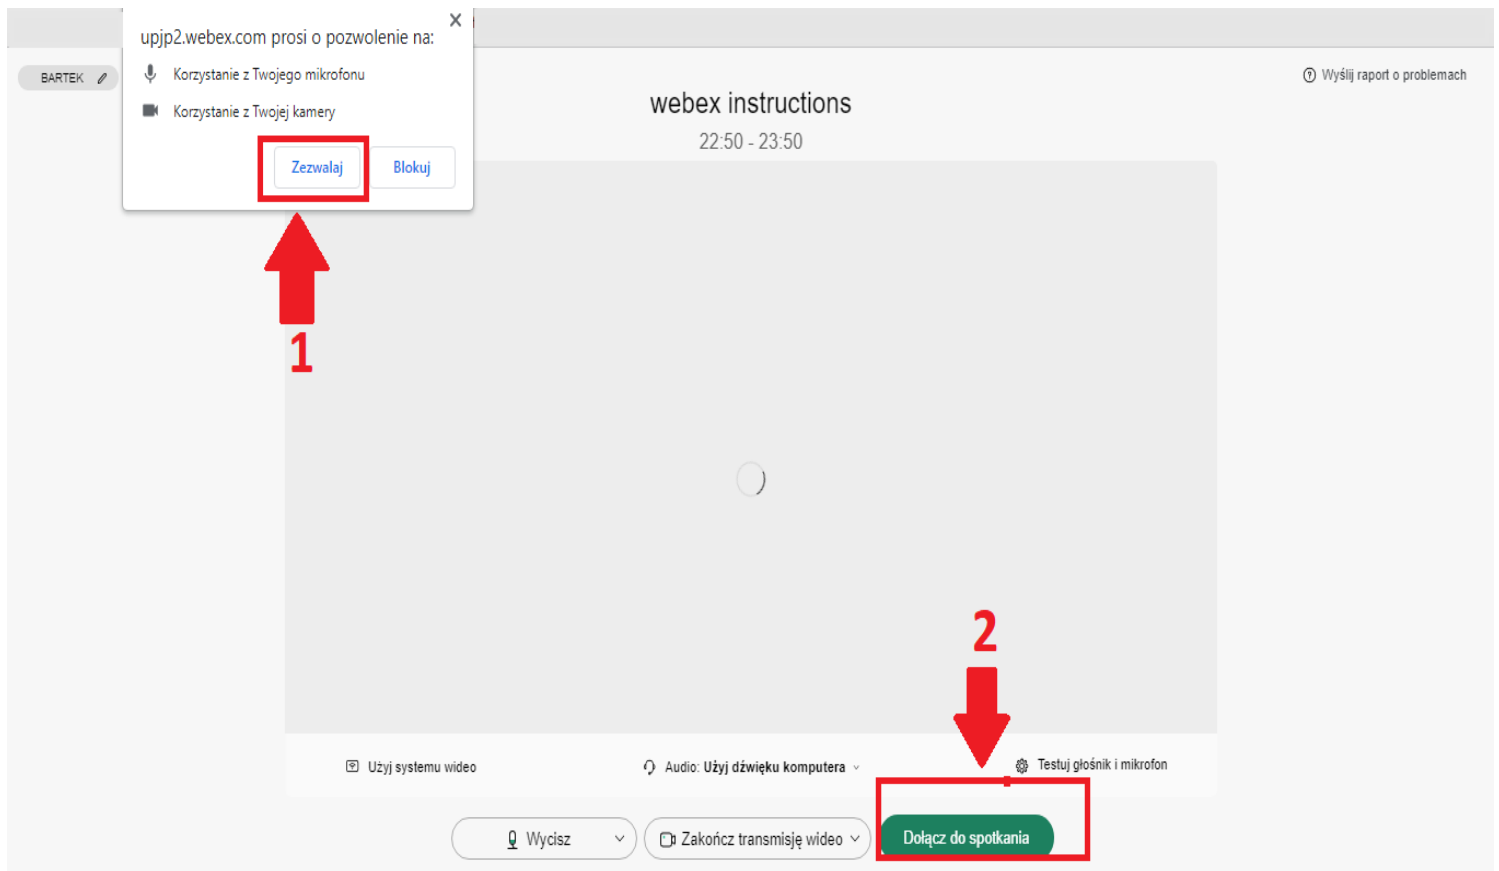 upjp2.webex.com prosi o pozwolenie na:
Korzystanie z Twojego mikrofonu
Korzystanie z Twojej kamery
Zezwalaj
Blokuj
1
BARTEK
Wyślij raport o problemach
webex instructions
22:50 - 23:50
2
Użyj systemu wideo
Audio: Użyj dźwięku komputera
Testuj głośnik i mikrofon
Wycisz
Zakończ transmisję wideo
Dołącz do spotkania